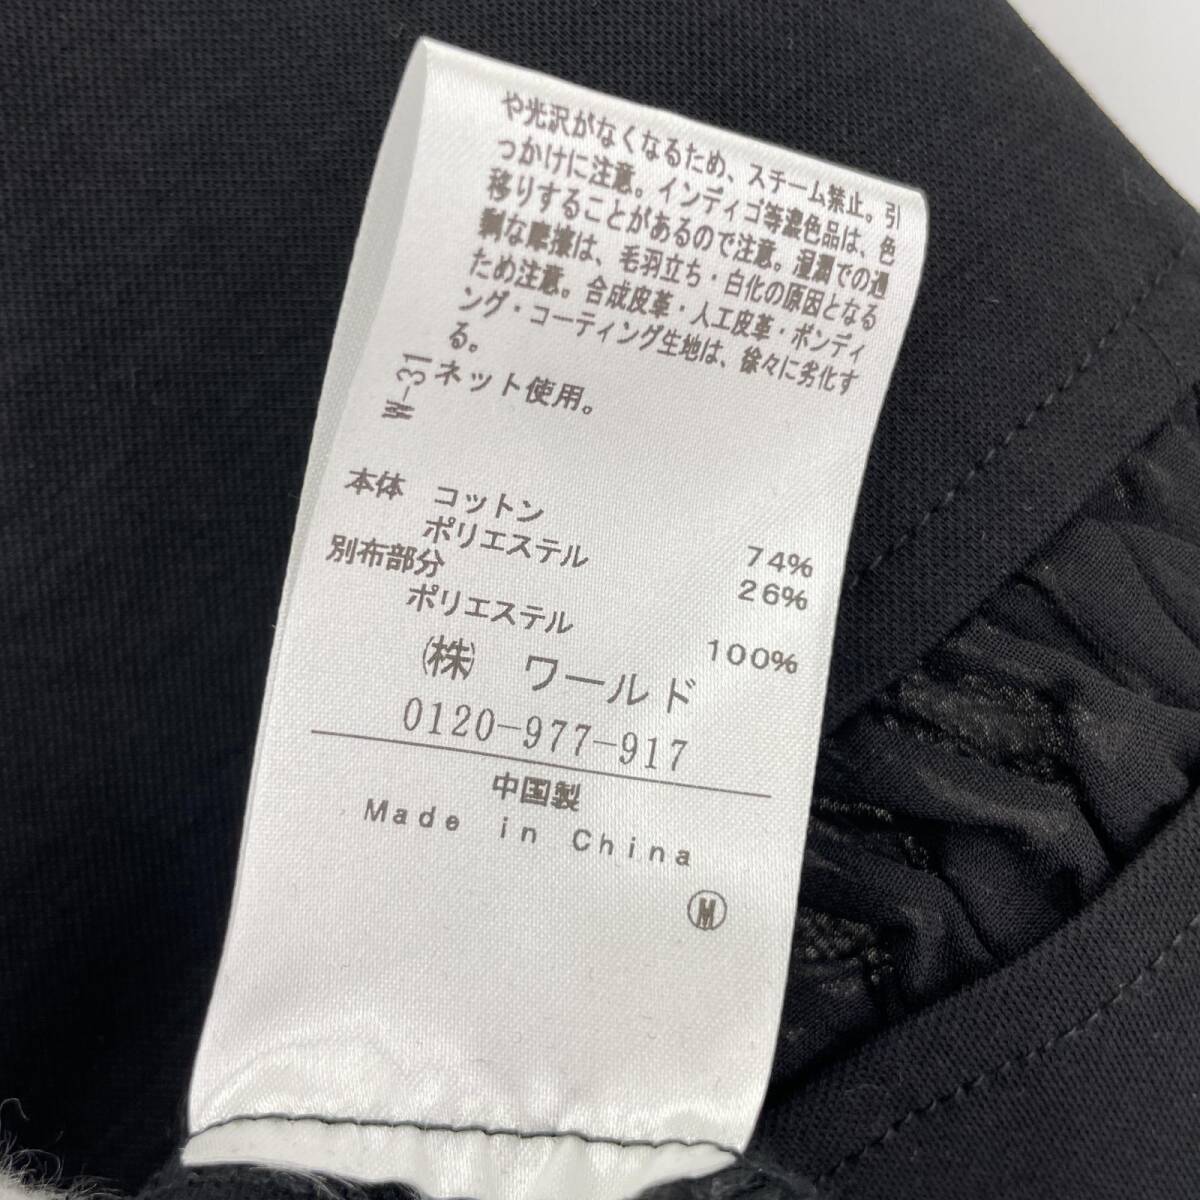 や光沢がなくなるため、スチーム禁止。引
っかけに注意。インディゴ等濃色品は、色
移りすることがあるので注意。湿潤での過
剰な摩擦は、毛羽立ち・白化の原因となる
ため注意。合成皮革・人工皮革・ボンディ
ング・コーティング生地は、徐々に劣化す
る。
ネット使用。
W-31
本体 コットン 74%
ポリエステル 26%
別布部分
ポリエステル 100%
(株) ワールド
0120-977-917
中国製
Made in China
M